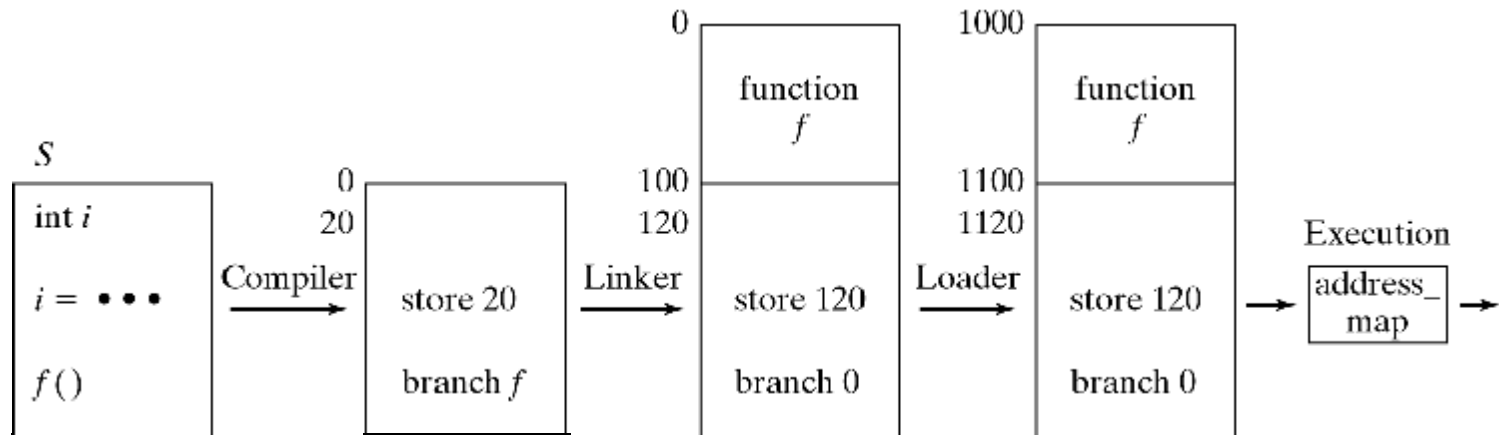 S
int i
i = • • •
f ( )
Compiler
0
20
store 20
branch f
Linker
0
function
f
100
120
store 120
branch 0
Loader
1000
function
f
1100
1120
store 120
branch 0
Execution
address_
map